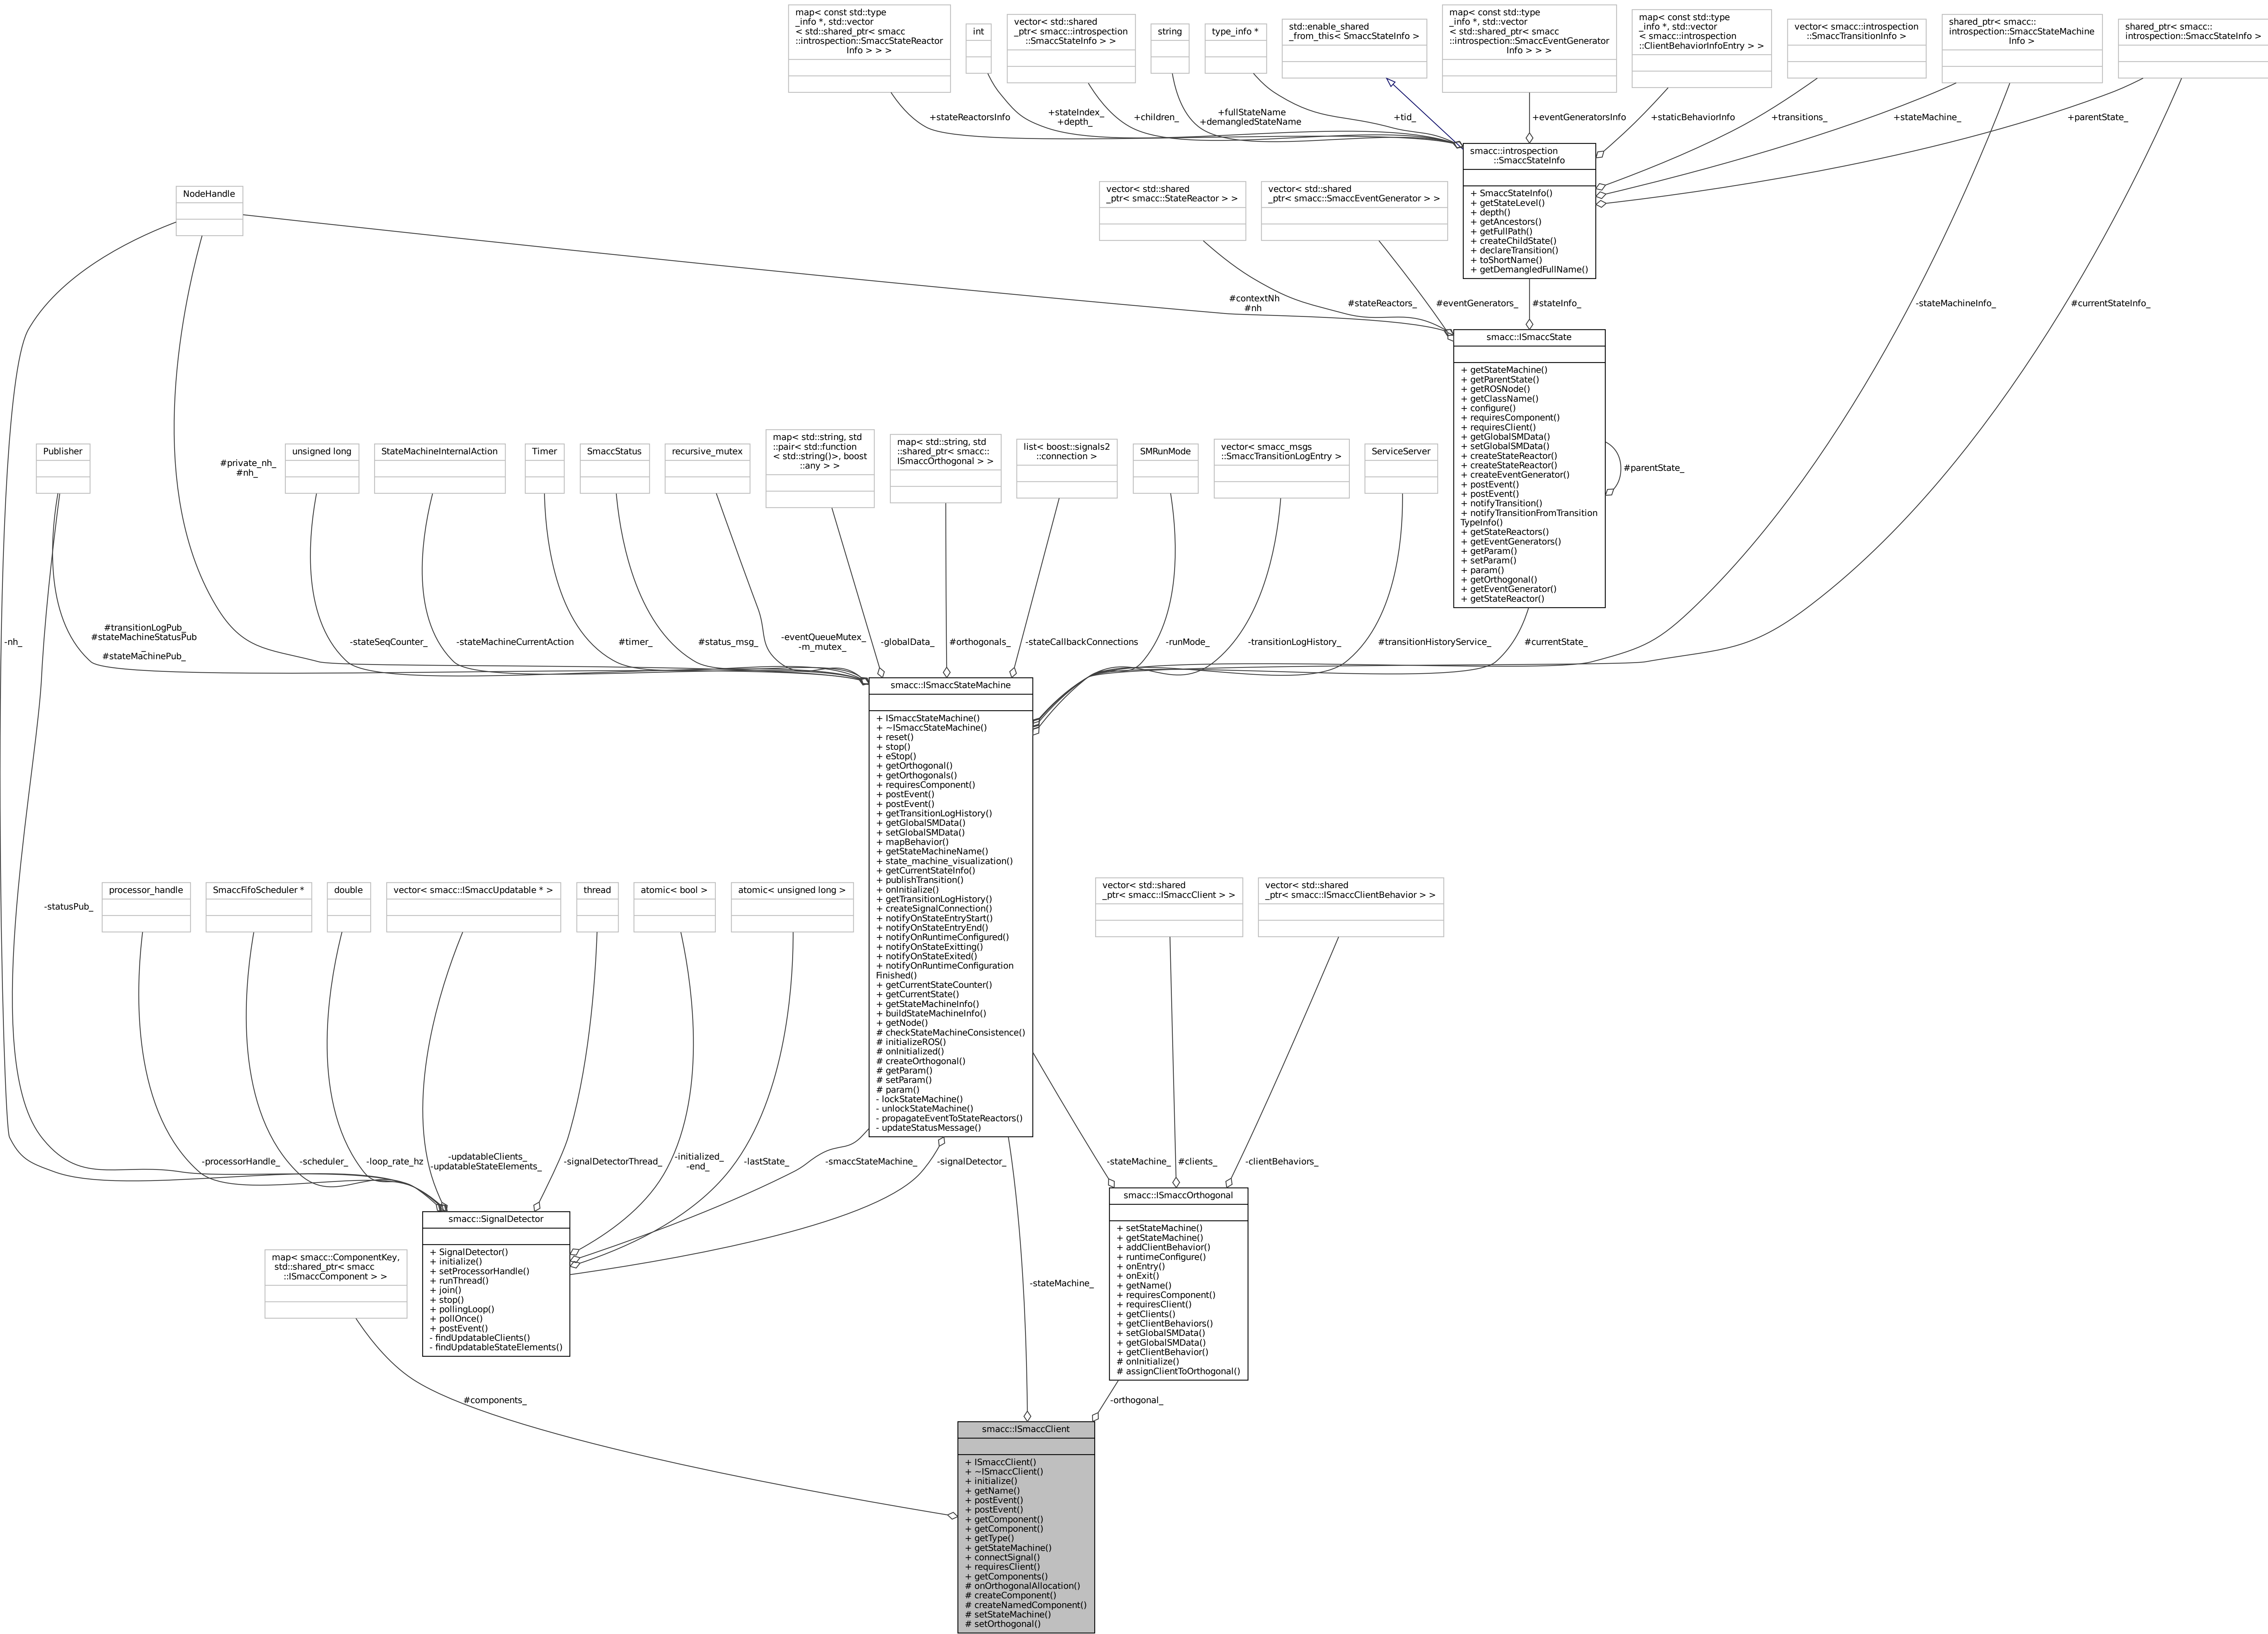 map< const std::type
_info *, std::vector
< std::shared_ptr< smacc
::introspection::SmaccStateReactor
Info > > >
int
vector< std::shared
_ptr< smacc::introspection
::SmaccStateInfo > >
string
type_info *
std::enable_shared
_from_this< SmaccStateInfo >
map< const std::type
_info *, std::vector
< std::shared_ptr< smacc
::introspection::SmaccEventGenerator
Info > > >
map< const std::type
_info *, std::vector
< smacc::introspection
::ClientBehaviorInfoEntry > >
vector< smacc::introspection
::SmaccTransitionInfo >
shared_ptr< smacc::
introspection::SmaccStateMachine
Info >
shared_ptr< smacc::
introspection::SmaccStateInfo >
+stateReactorsInfo
+stateIndex_
+depth_
+children_
+fullStateName
+demangledStateName
+tid_
+eventGeneratorsInfo
+staticBehaviorInfo
+transitions_
+stateMachine_
+parentState_
smacc::introspection
::SmaccStateInfo
+ SmaccStateInfo()
+ getStateLevel()
+ depth()
+ getAncestors()
+ getFullPath()
+ createChildState()
+ declareTransition()
+ toShortName()
+ getDemangledFullName()
NodeHandle
vector< std::shared
_ptr< smacc::StateReactor > >
vector< std::shared
_ptr< smacc::SmaccEventGenerator > >
#contextNh
#nh
#stateReactors_
#eventGenerators_
#stateInfo_
-stateMachineInfo_
#currentStateInfo_
smacc::ISmaccState
+ getStateMachine()
+ getParentState()
+ getROSNode()
+ getClassName()
+ configure()
+ requiresComponent()
+ requiresClient()
+ getGlobalSMData()
+ setGlobalSMData()
+ createStateReactor()
+ createStateReactor()
+ createEventGenerator()
+ postEvent()
+ postEvent()
+ notifyTransition()
+ notifyTransitionFromTransition
TypeInfo()
+ getStateReactors()
+ getEventGenerators()
+ getParam()
+ setParam()
+ param()
+ getOrthogonal()
+ getEventGenerator()
+ getStateReactor()
#parentState_
Publisher
#private_nh_
#nh_
unsigned long
StateMachineInternalAction
Timer
SmaccStatus
recursive_mutex
map< std::string, std
::pair< std::function
< std::string()>, boost
::any > >
map< std::string, std
::shared_ptr< smacc::
ISmaccOrthogonal > >
list< boost::signals2
::connection >
SMRunMode
vector< smacc_msgs
::SmaccTransitionLogEntry >
ServiceServer
-nh_
#transitionLogPub_
#stateMachineStatusPub
_
#stateMachinePub_
-stateSeqCounter_
-stateMachineCurrentAction
#timer_
#status_msg_
-eventQueueMutex_
-m_mutex_
-globalData_
#orthogonals_
-stateCallbackConnections
-runMode_
-transitionLogHistory_
#transitionHistoryService_
#currentState_
smacc::ISmaccStateMachine
+ ISmaccStateMachine()
+ ~ISmaccStateMachine()
+ reset()
+ stop()
+ eStop()
+ getOrthogonal()
+ getOrthogonals()
+ requiresComponent()
+ postEvent()
+ postEvent()
+ getTransitionLogHistory()
+ getGlobalSMData()
+ setGlobalSMData()
+ mapBehavior()
+ getStateMachineName()
+ state_machine_visualization()
+ getCurrentStateInfo()
+ publishTransition()
+ onInitialize()
+ getTransitionLogHistory()
+ createSignalConnection()
+ notifyOnStateEntryStart()
+ notifyOnStateEntryEnd()
+ notifyOnRuntimeConfigured()
+ notifyOnStateExitting()
+ notifyOnStateExited()
+ notifyOnRuntimeConfiguration
Finished()
+ getCurrentStateCounter()
+ getCurrentState()
+ getStateMachineInfo()
+ buildStateMachineInfo()
+ getNode()
# checkStateMachineConsistence()
# initializeROS()
# onInitialized()
# createOrthogonal()
# getParam()
# setParam()
# param()
- lockStateMachine()
- unlockStateMachine()
- propagateEventToStateReactors()
- updateStatusMessage()
-statusPub_
processor_handle
SmaccFifoScheduler *
double
vector< smacc::ISmaccUpdatable * >
thread
atomic< bool >
atomic< unsigned long >
vector< std::shared
_ptr< smacc::ISmaccClient > >
vector< std::shared
_ptr< smacc::ISmaccClientBehavior > >
-processorHandle_
-scheduler_
-loop_rate_hz
-updatableClients_
-updatableStateElements_
-signalDetectorThread_
-initialized_
-end_
-lastState_
-smaccStateMachine_
-signalDetector_
-stateMachine_
#clients_
-clientBehaviors_
smacc::SignalDetector
+ SignalDetector()
+ initialize()
+ setProcessorHandle()
+ runThread()
+ join()
+ stop()
+ pollingLoop()
+ pollOnce()
+ postEvent()
- findUpdatableClients()
- findUpdatableStateElements()
smacc::ISmaccOrthogonal
+ setStateMachine()
+ getStateMachine()
+ addClientBehavior()
+ runtimeConfigure()
+ onEntry()
+ onExit()
+ getName()
+ requiresComponent()
+ requiresClient()
+ getClients()
+ getClientBehaviors()
+ setGlobalSMData()
+ getGlobalSMData()
+ getClientBehavior()
# onInitialize()
# assignClientToOrthogonal()
map< smacc::ComponentKey,
std::shared_ptr< smacc
::ISmaccComponent > >
-stateMachine_
#components_
-orthogonal_
smacc::ISmaccClient
+ ISmaccClient()
+ ~ISmaccClient()
+ initialize()
+ getName()
+ postEvent()
+ postEvent()
+ getComponent()
+ getComponent()
+ getType()
+ getStateMachine()
+ connectSignal()
+ requiresClient()
+ getComponents()
# onOrthogonalAllocation()
# createComponent()
# createNamedComponent()
# setStateMachine()
# setOrthogonal()